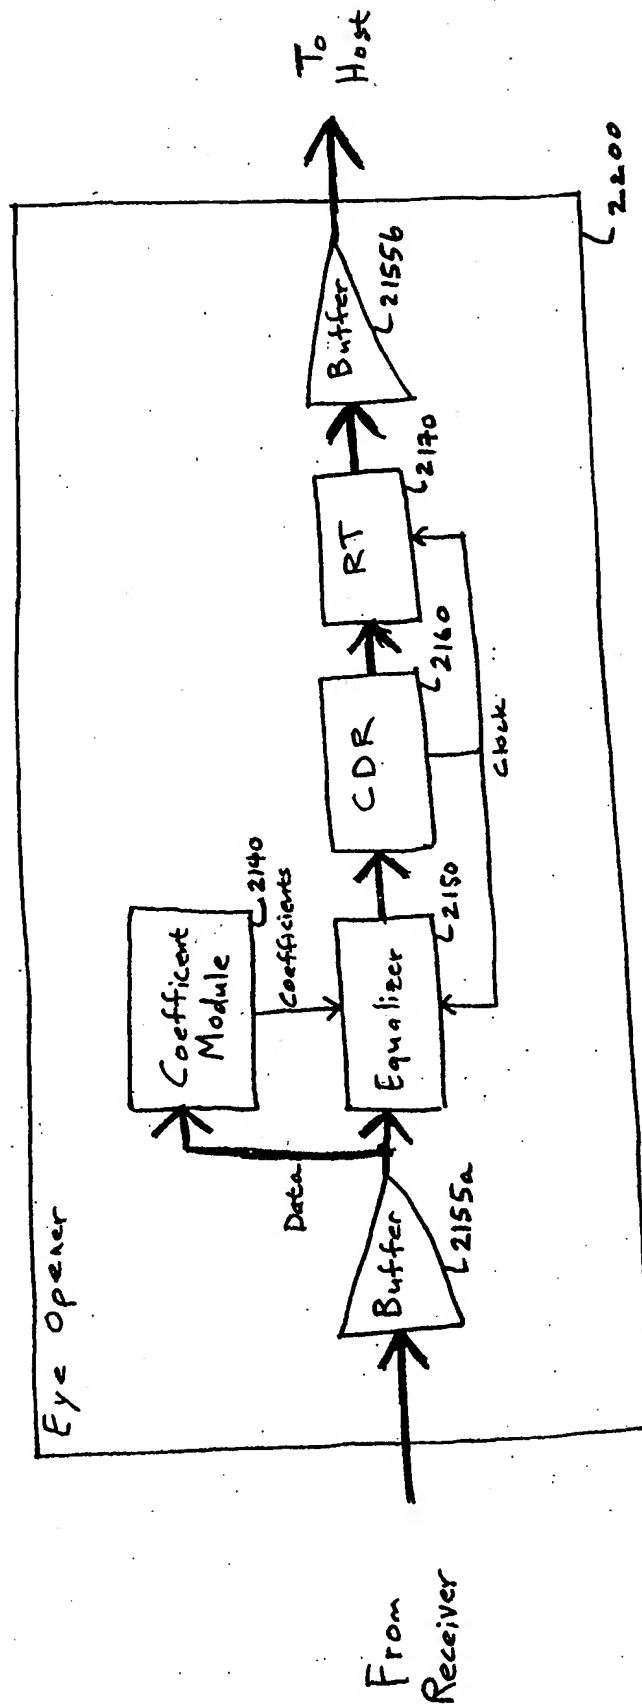 Eye Opener
From
Receiver
Buffer
2155a
Data
Coefficent
Module
2140
Coefficients
Equalizer
2150
CDR
2160
Clock
RT
2170
Buffer
2155b
To
Host
2200